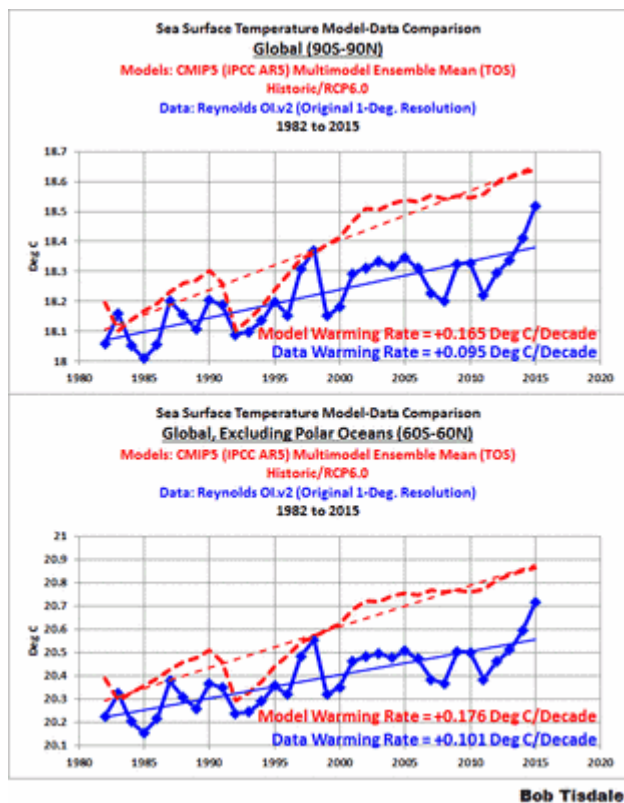 Sea Surface Temperature Model-Data Comparison
Global (90S-90N)
Models: CMIP5 (IPCC AR5) Multimodel Ensemble Mean (TOS)
Historic/RCP6.0
Data: Reynolds OI.v2 (Original 1-Deg. Resolution)
1982 to 2015
18.7
18.6
18.5
18.4
18.3
18.2
18.1
18
Deg C
Model Warming Rate = +0.165 Deg C/Decade
Data Warming Rate = +0.095 Deg C/Decade
1980 1985 1990 1995 2000 2005 2010 2015 2020
Sea Surface Temperature Model-Data Comparison
Global, Excluding Polar Oceans (60S-60N)
Models: CMIP5 (IPCC AR5) Multimodel Ensemble Mean (TOS)
Historic/RCP6.0
Data: Reynolds OI.v2 (Original 1-Deg. Resolution)
1982 to 2015
21
20.9
20.8
20.7
20.6
20.5
20.4
20.3
20.2
20.1
Deg C
Model Warming Rate = +0.176 Deg C/Decade
Data Warming Rate = +0.101 Deg C/Decade
1980 1985 1990 1995 2000 2005 2010 2015 2020
Bob Tisdale